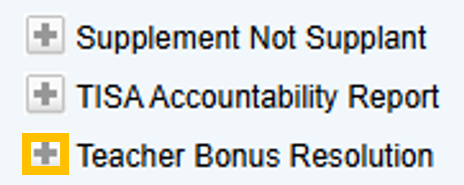 Supplement Not Supplant
TISA Accountability Report
Teacher Bonus Resolution